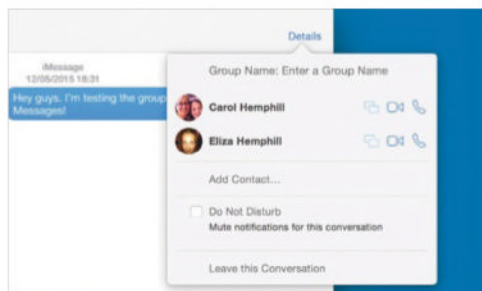 Details
iMessage
12/05/2015 18:31
Hey guys. I'm testing the group
Messages!
Group Name: Enter a Group Name
Carol Hemphill
Eliza Hemphill
Add Contact...
Do Not Disturb
Mute notifications for this conversation
Leave this Conversation